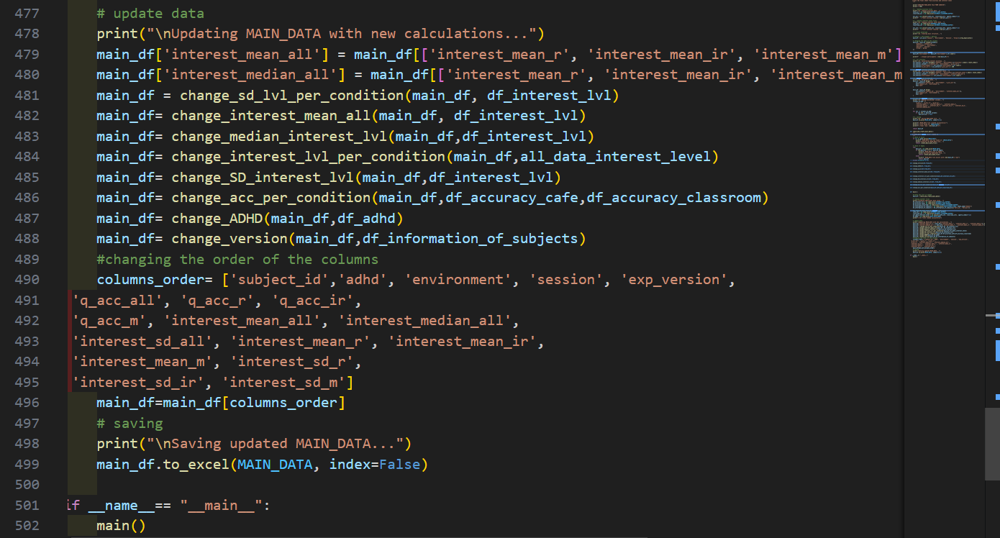 477 # update data
478 print("\nUpdating MAIN_DATA with new calculations...")
479 main_df['interest_mean_all'] = main_df[['interest_mean_r', 'interest_mean_ir', 'interest_mean_m']
480 main_df['interest_median_all'] = main_df[['interest_mean_r', 'interest_mean_ir', 'interest_mean_m
481 main_df = change_sd_lvl_per_condition(main_df, df_interest_lvl)
482 main_df= change_interest_mean_all(main_df, df_interest_lvl)
483 main_df= change_median_interest_lvl(main_df,df_interest_lvl)
484 main_df= change_interest_lvl_per_condition(main_df,all_data_interest_level)
485 main_df= change_SD_interest_lvl(main_df,df_interest_lvl)
486 main_df= change_acc_per_condition(main_df,df_accuracy_cafe,df_accuracy_classroom)
487 main_df= change_ADHD(main_df,df_adhd)
488 main_df= change_version(main_df,df_information_of_subjects)
489 #changing the order of the columns
490 columns_order= ['subject_id','adhd', 'environment', 'session', 'exp_version',
491 'q_acc_all', 'q_acc_r', 'q_acc_ir',
492 'q_acc_m', 'interest_mean_all', 'interest_median_all',
493 'interest_sd_all', 'interest_mean_r', 'interest_mean_ir',
494 'interest_mean_m', 'interest_sd_r',
495 'interest_sd_ir', 'interest_sd_m']
496 main_df=main_df[columns_order]
497 # saving
498 print("\nSaving updated MAIN_DATA...")
499 main_df.to_excel(MAIN_DATA, index=False)
500
501 if __name__== "__main__":
502 main()